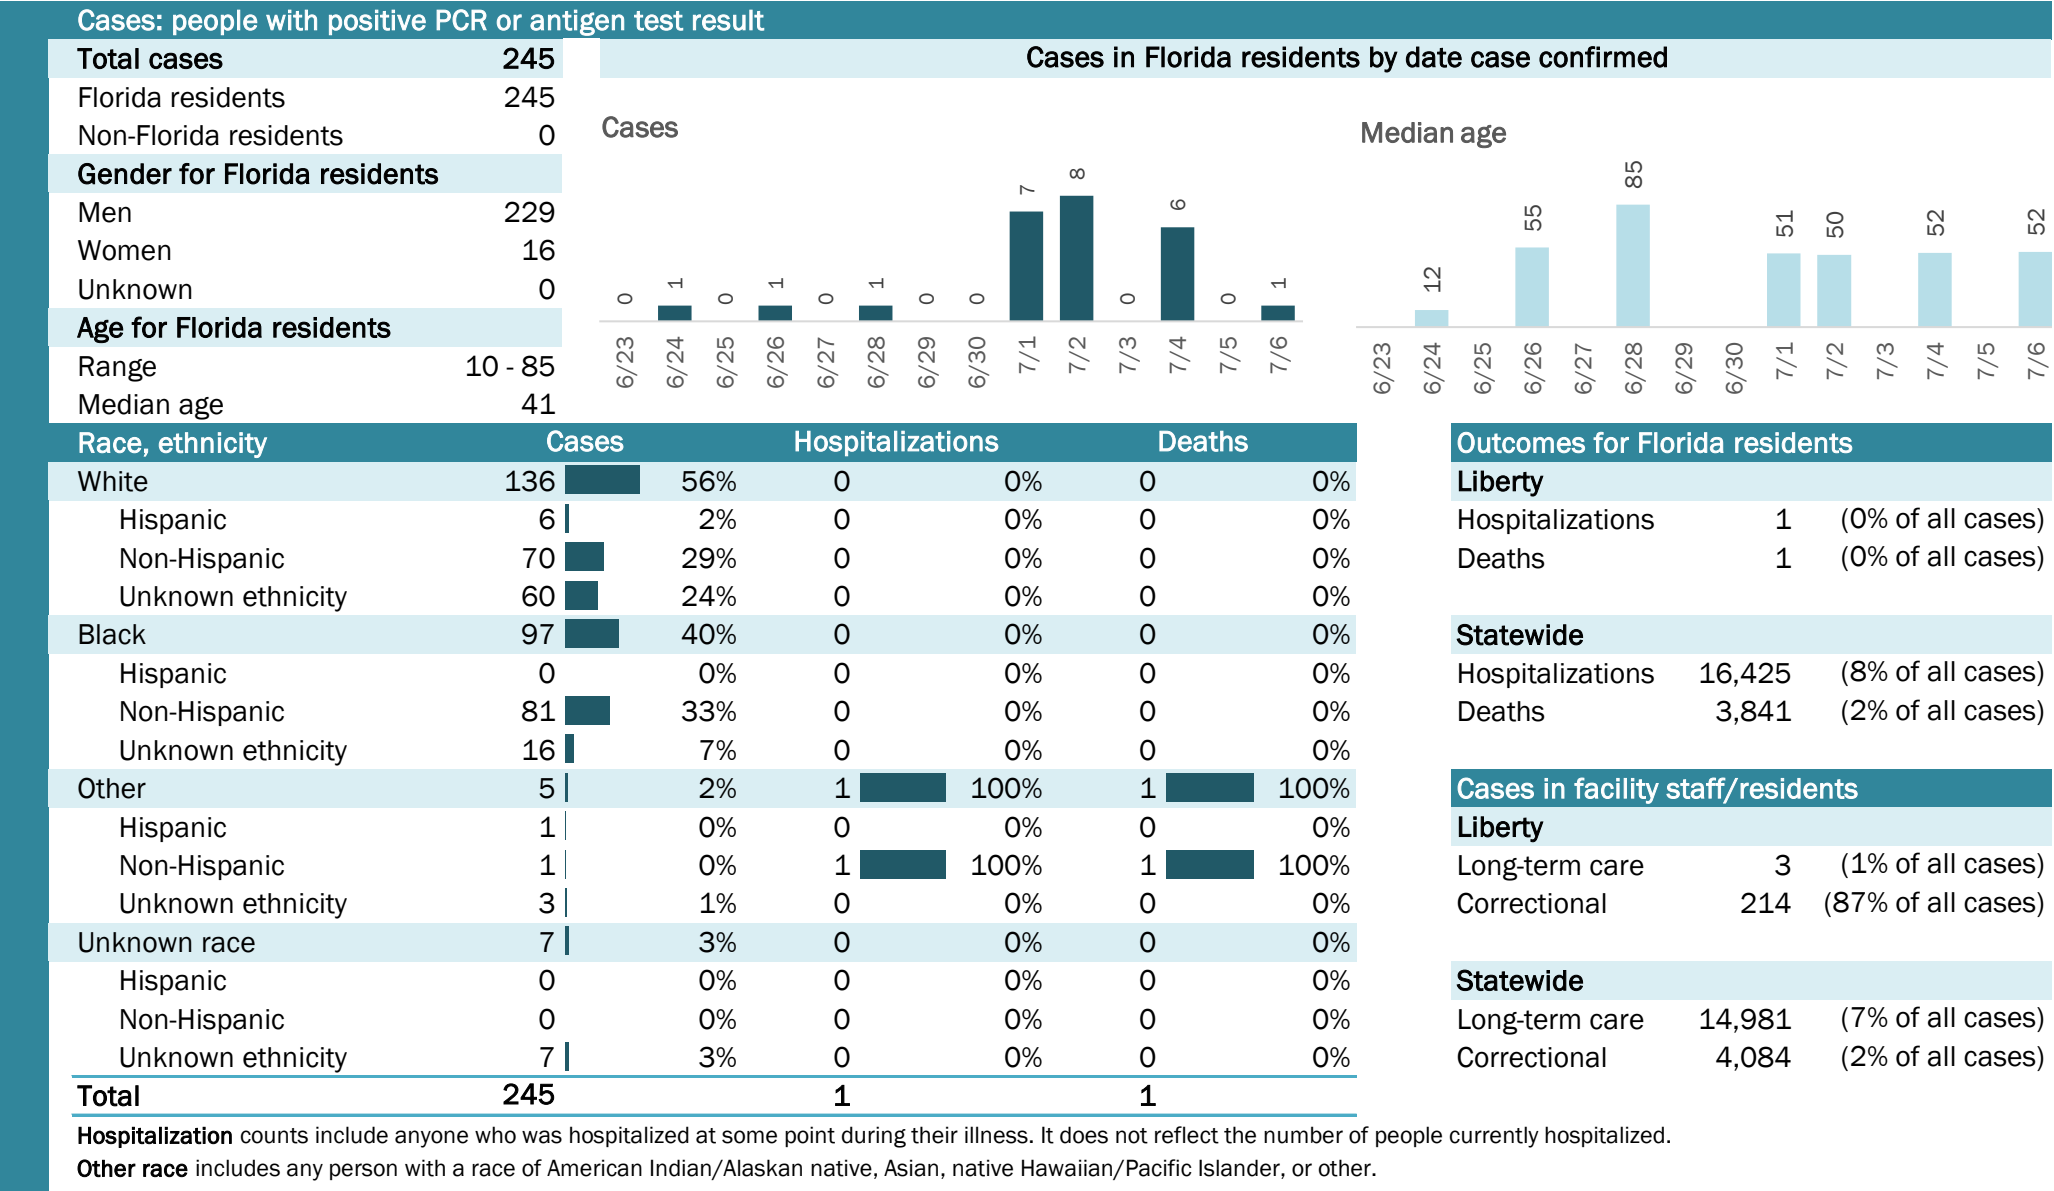 Cases: people with positive PCR or antigen test result
Total cases 245
Florida residents 245
Non-Florida residents 0
Gender for Florida residents
Men 229
Women 16
Unknown 0
Age for Florida residents
Range 10 - 85
Median age 41
Cases in Florida residents by date case confirmed
Cases
0 1 0 1 0 1 0 0 7 8 0 6 0 1
6/23 6/24 6/25 6/26 6/27 6/28 6/29 6/30 7/1 7/2 7/3 7/4 7/5 7/6
Median age
12 55 85 51 50 52 52
6/23 6/24 6/25 6/26 6/27 6/28 6/29 6/30 7/1 7/2 7/3 7/4 7/5 7/6
Race, ethnicity Cases Hospitalizations Deaths
White 136 56% 0 0% 0 0%
Hispanic 6 2% 0 0% 0 0%
Non-Hispanic 70 29% 0 0% 0 0%
Unknown ethnicity 60 24% 0 0% 0 0%
Black 97 40% 0 0% 0 0%
Hispanic 0 0% 0 0% 0 0%
Non-Hispanic 81 33% 0 0% 0 0%
Unknown ethnicity 16 7% 0 0% 0 0%
Other 5 2% 1 100% 1 100%
Hispanic 1 0% 0 0% 0 0%
Non-Hispanic 1 0% 1 100% 1 100%
Unknown ethnicity 3 1% 0 0% 0 0%
Unknown race 7 3% 0 0% 0 0%
Hispanic 0 0% 0 0% 0 0%
Non-Hispanic 0 0% 0 0% 0 0%
Unknown ethnicity 7 3% 0 0% 0 0%
Total 245 1 1
Outcomes for Florida residents
Liberty
Hospitalizations 1 (0% of all cases)
Deaths 1 (0% of all cases)
Statewide
Hospitalizations 16,425 (8% of all cases)
Deaths 3,841 (2% of all cases)
Cases in facility staff/residents
Liberty
Long-term care 3 (1% of all cases)
Correctional 214 (87% of all cases)
Statewide
Long-term care 14,981 (7% of all cases)
Correctional 4,084 (2% of all cases)
Hospitalization counts include anyone who was hospitalized at some point during their illness. It does not reflect the number of people currently hospitalized.
Other race includes any person with a race of American Indian/Alaskan native, Asian, native Hawaiian/Pacific Islander, or other.